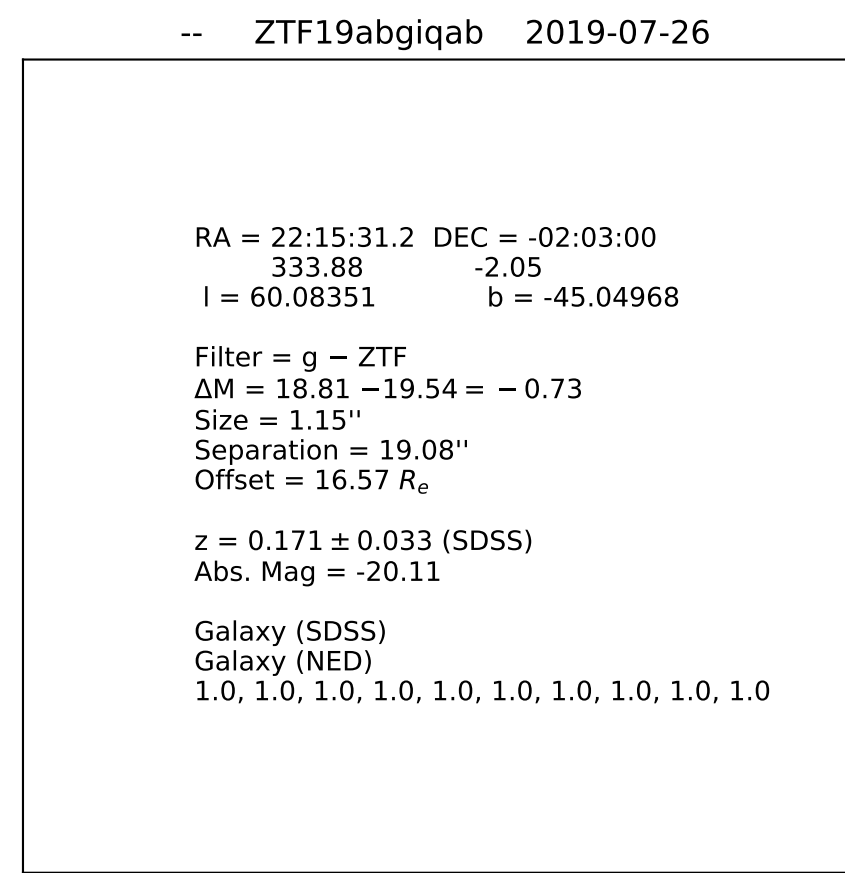 -- ZTF19abgiqab 2019-07-26
RA = 22:15:31.2 DEC = -02:03:00
333.88 -2.05
l = 60.08351 b = -45.04968
Filter = g − ZTF
ΔM = 18.81 −19.54 = − 0.73
Size = 1.15''
Separation = 19.08''
Offset = 16.57 Rₑ
z = 0.171 ± 0.033 (SDSS)
Abs. Mag = -20.11
Galaxy (SDSS)
Galaxy (NED)
1.0, 1.0, 1.0, 1.0, 1.0, 1.0, 1.0, 1.0, 1.0, 1.0